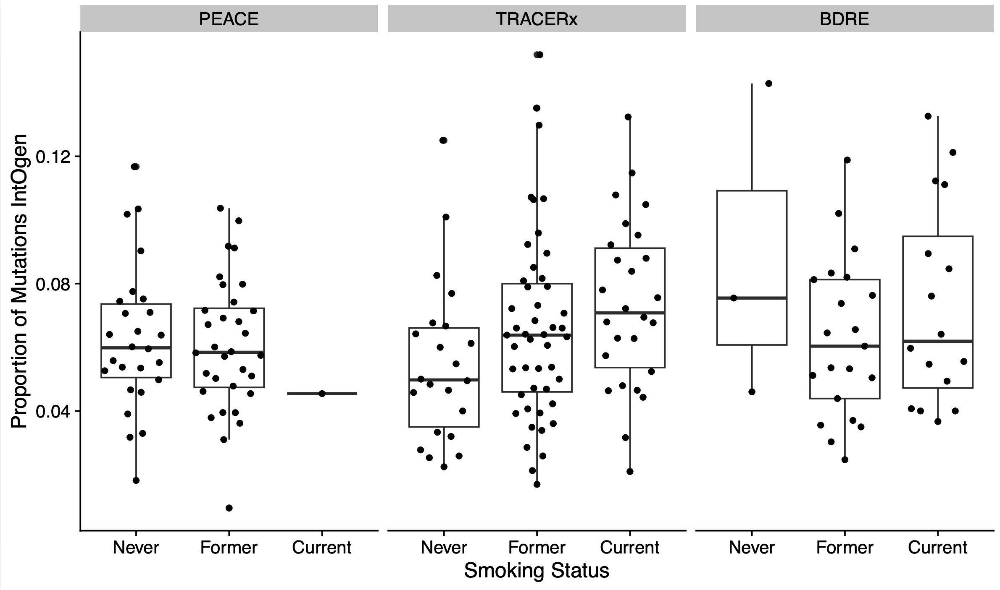 PEACE TRACERx BDRE
Proportion of Mutations IntOgen
0.12
0.08
0.04
Never Former Current Never Former Current Never Former Current
Smoking Status